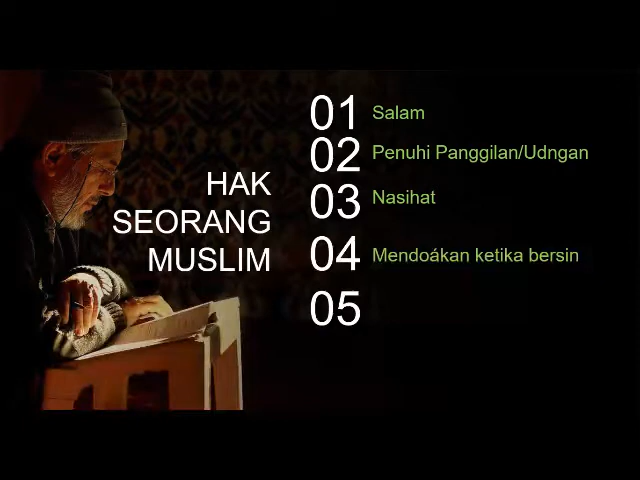 HAK
SEORANG
MUSLIM
01 Salam
02 Penuhi Panggilan/Udngan
03 Nasihat
04 Mendoákan ketika bersin
05